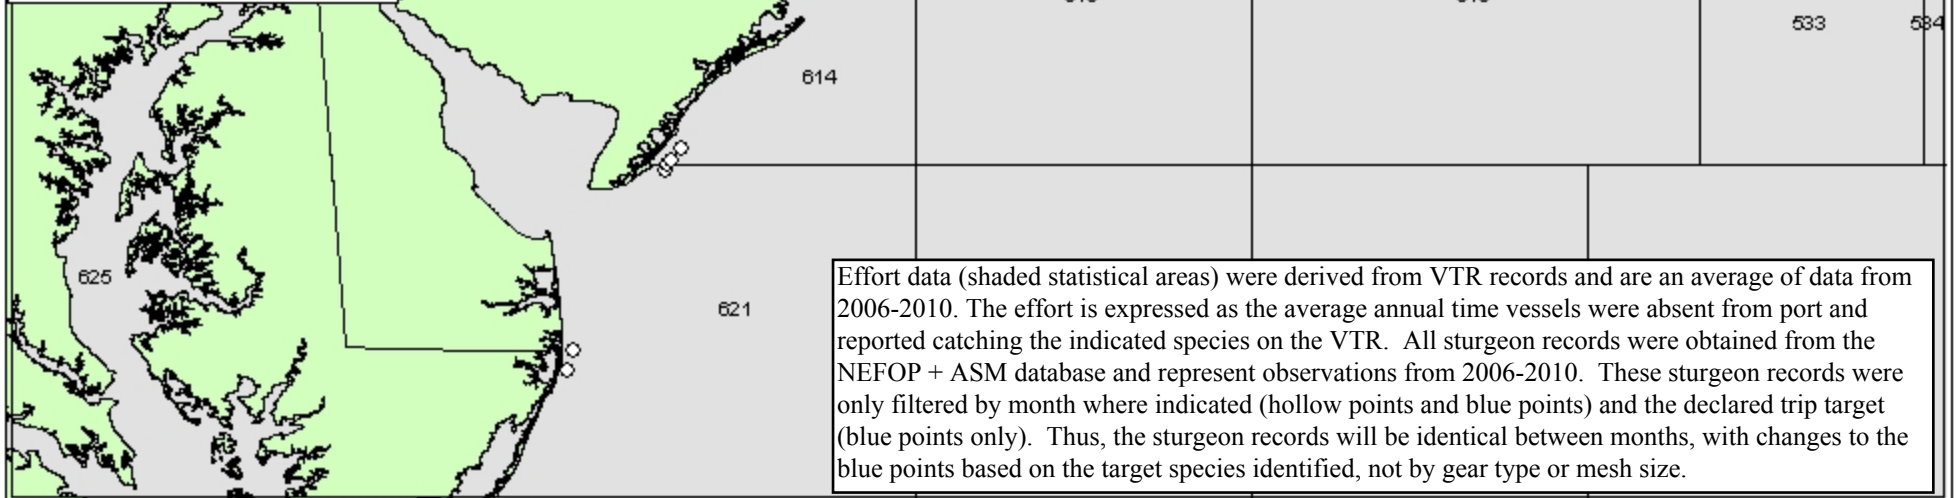 533
534
614
625
621
Effort data (shaded statistical areas) were derived from VTR records and are an average of data from
2006-2010. The effort is expressed as the average annual time vessels were absent from port and
reported catching the indicated species on the VTR.  All sturgeon records were obtained from the
NEFOP + ASM database and represent observations from 2006-2010.  These sturgeon records were
only filtered by month where indicated (hollow points and blue points) and the declared trip target
(blue points only).  Thus, the sturgeon records will be identical between months, with changes to the
blue points based on the target species identified, not by gear type or mesh size.